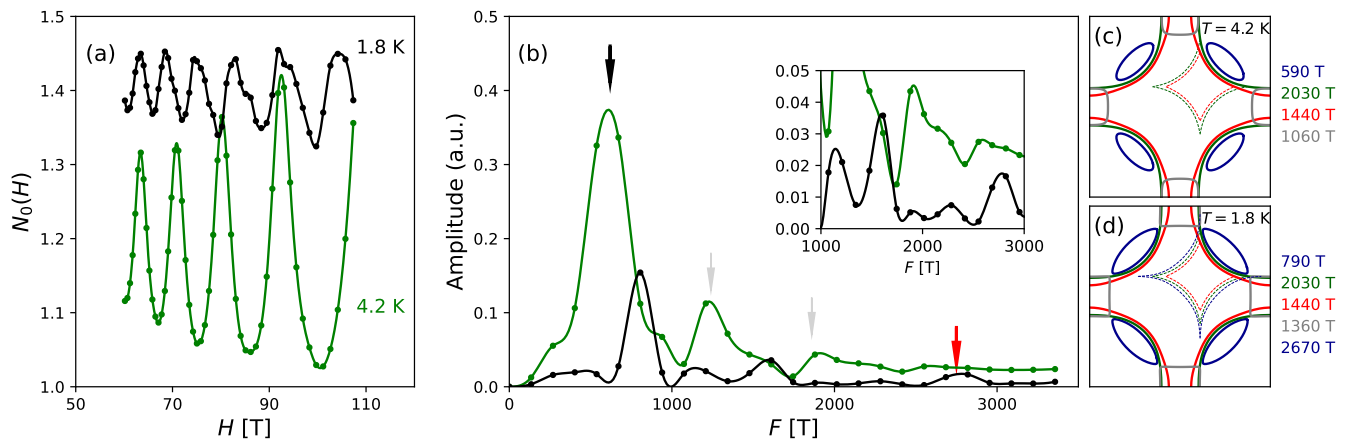 (a)
1.8 K
4.2 K
N₀(H)
1.5
1.4
1.3
1.2
1.1
1.0
50
70
90
110
H [T]
(b)
Amplitude (a.u.)
0.5
0.4
0.3
0.2
0.1
0.0
0
1000
2000
3000
F [T]
0.05
0.04
0.03
0.02
0.01
0.00
1000
2000
3000
F [T]
(c)
T = 4.2 K
590 T
2030 T
1440 T
1060 T
(d)
T = 1.8 K
790 T
2030 T
1440 T
1360 T
2670 T